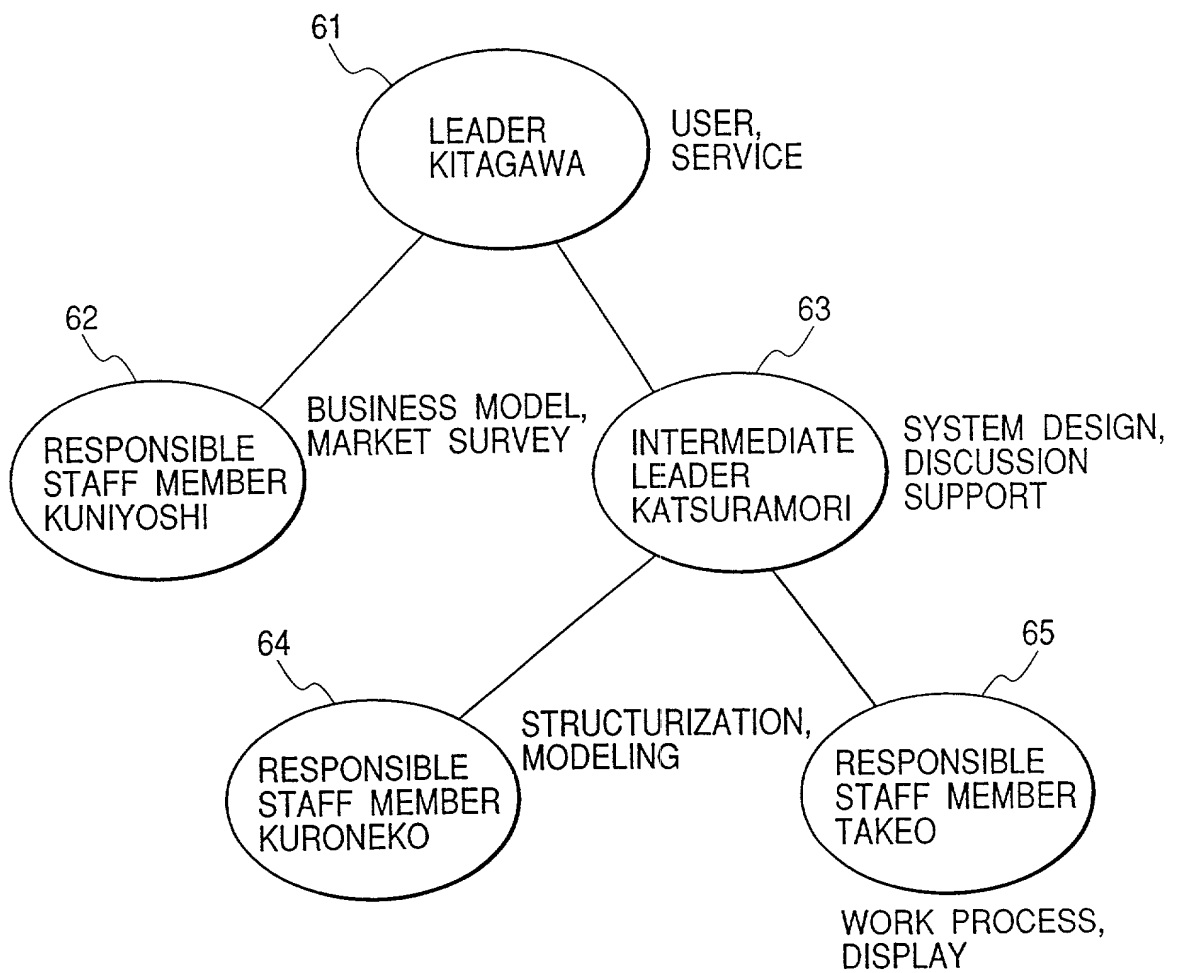 61
LEADER
KITAGAWA
USER,
SERVICE
62
RESPONSIBLE
STAFF MEMBER
KUNIYOSHI
BUSINESS MODEL,
MARKET SURVEY
63
INTERMEDIATE
LEADER
KATSURAMORI
SYSTEM DESIGN,
DISCUSSION
SUPPORT
64
RESPONSIBLE
STAFF MEMBER
KURONEKO
STRUCTURIZATION,
MODELING
65
RESPONSIBLE
STAFF MEMBER
TAKEO
WORK PROCESS,
DISPLAY